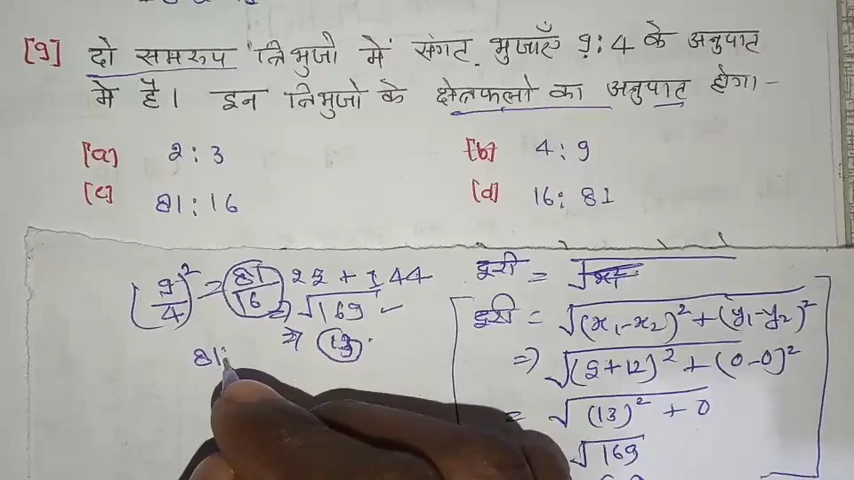 [9] दो समरूप त्रिभुजो में संगत भुजाएँ 9:4 के अनुपात
में है। इन त्रिभुजो के क्षेत्रफलो का अनुपात होगा-
[a] 2:3 [b] 4:9
[c] 81:16 [d] 16:81
(9/4)² = 81/16 25 + 144
⇒ √169
⇒ 13
81:
दूरी =
दूरी = √(x₁-x₂)²+(y₁-y₂)²
⇒ √(5+12)² + (0-0)²
= √(13)² + 0
√169